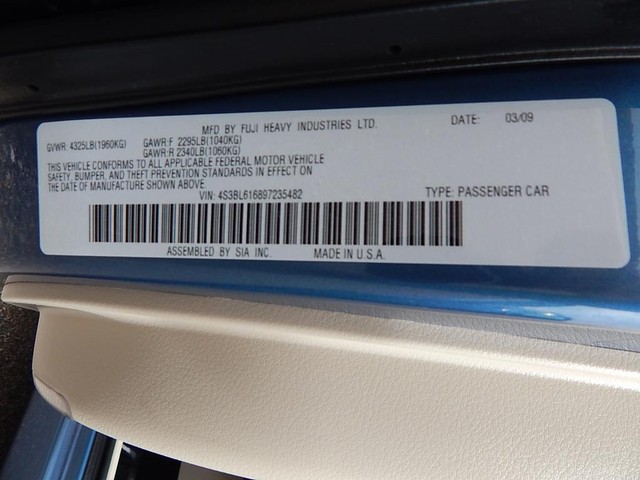 MFD BY FUJI HEAVY INDUSTRIES LTD. DATE: 03/09
GVWR: 4325LB(1960KG) GAWR:F 2295LB(1040KG)
GAWR:R 2340LB(1060KG)
THIS VEHICLE CONFORMS TO ALL APPLICABLE FEDERAL MOTOR VEHICLE
SAFETY, BUMPER, AND THEFT PREVENTION STANDARDS IN EFFECT ON
THE DATE OF MANUFACTURE SHOWN ABOVE.
VIN: 4S3BL616897235482 TYPE: PASSENGER CAR
ASSEMBLED BY SIA INC. MADE IN U.S.A.